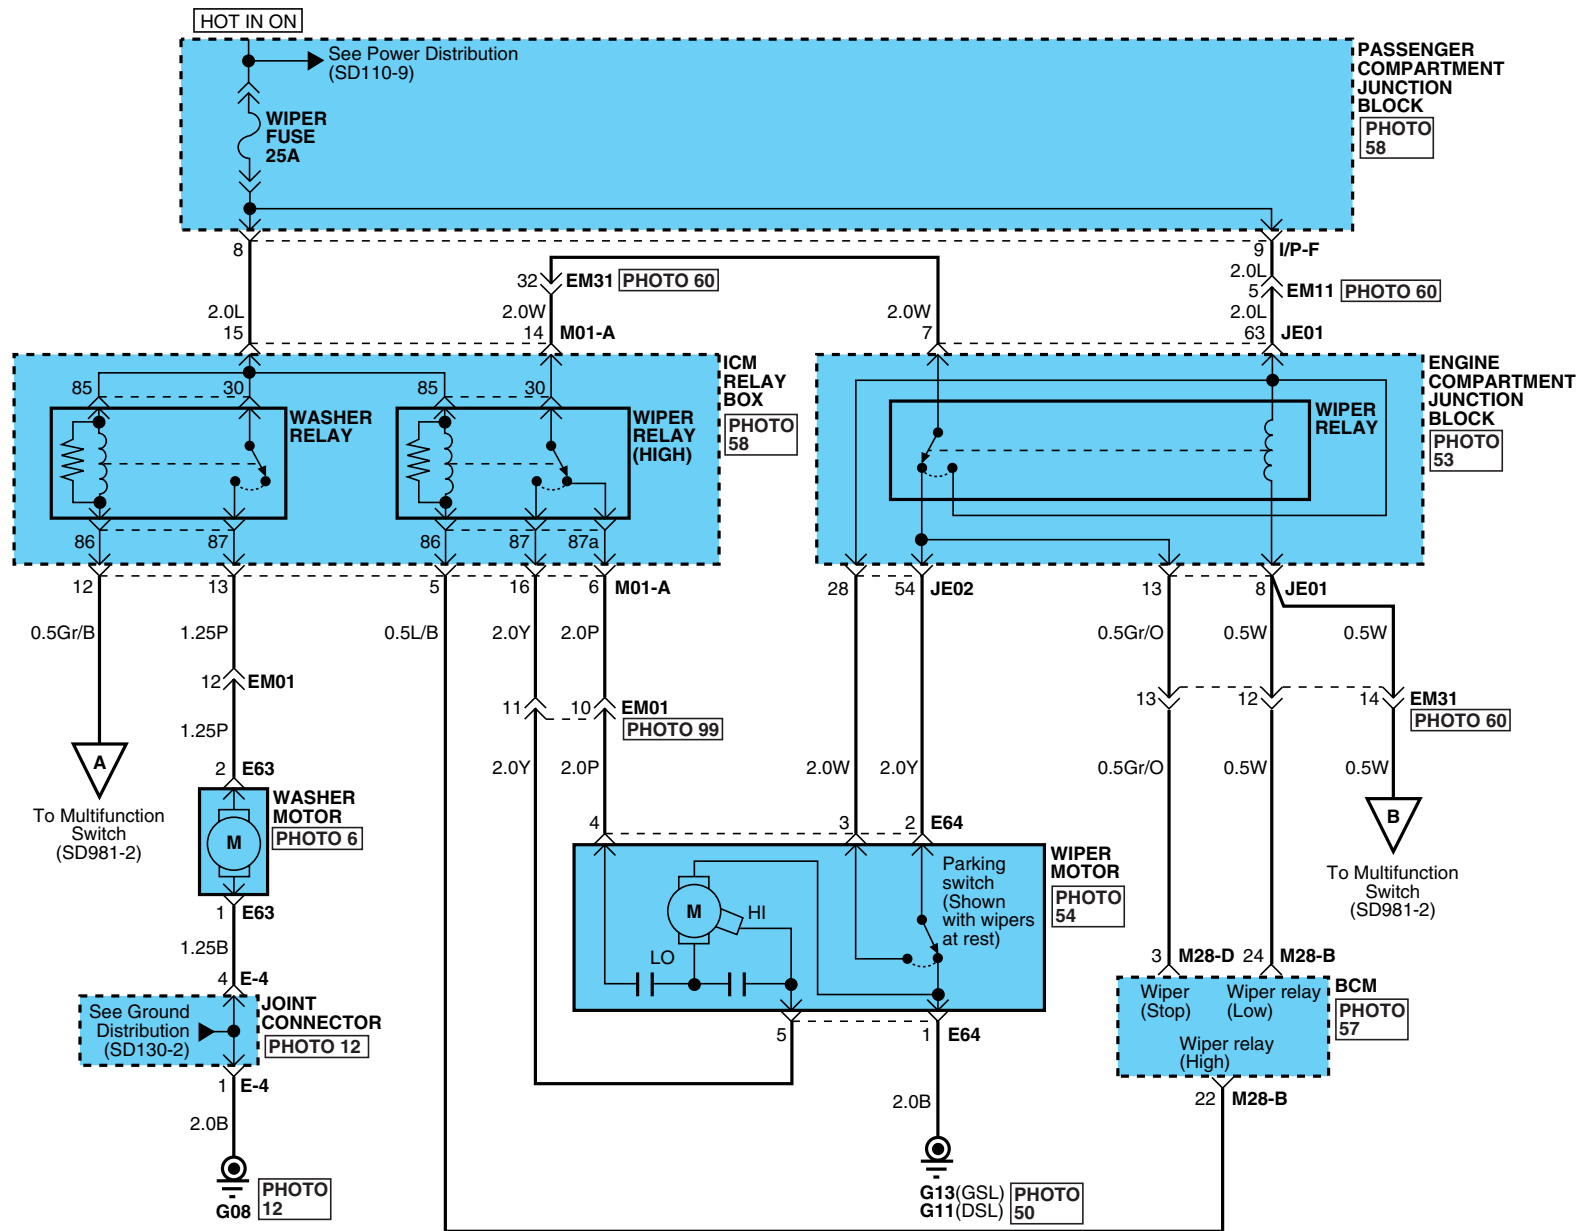 HOT IN ON
See Power Distribution
(SD110-9)
WIPER
FUSE
25A
PASSENGER
COMPARTMENT
JUNCTION
BLOCK
PHOTO
58
8
9
I/P-F
2.0L
32
EM31
PHOTO 60
5
EM11
PHOTO 60
2.0L
2.0W
2.0W
2.0L
15
14
M01-A
7
63
JE01
ICM
RELAY
BOX
PHOTO
58
85
30
WASHER
RELAY
85
30
WIPER
RELAY
(HIGH)
86
87
86
87
87a
ENGINE
COMPARTMENT
JUNCTION
BLOCK
PHOTO
53
WIPER
RELAY
12
13
5
16
6
M01-A
28
54
JE02
13
8
JE01
0.5Gr/B
1.25P
0.5L/B
2.0Y
2.0P
0.5Gr/O
0.5W
0.5W
12
EM01
11
10
EM01
PHOTO 99
13
12
14
EM31
PHOTO 60
1.25P
2.0Y
2.0P
2.0W
2.0Y
0.5Gr/O
0.5W
0.5W
A
To Multifunction
Switch
(SD981-2)
2
E63
WASHER
MOTOR
PHOTO 6
M
1
E63
4
3
2
E64
WIPER
MOTOR
PHOTO
54
Parking
switch
(Shown
with wipers
at rest)
M
HI
LO
B
To Multifunction
Switch
(SD981-2)
1.25B
4
E-4
See Ground
Distribution
(SD130-2)
JOINT
CONNECTOR
PHOTO 12
1
E-4
2.0B
G08
PHOTO
12
5
1
E64
2.0B
G13(GSL)
G11(DSL)
PHOTO
50
3
M28-D
24
M28-B
BCM
PHOTO
57
Wiper
(Stop)
Wiper relay
(Low)
Wiper relay
(High)
22
M28-B